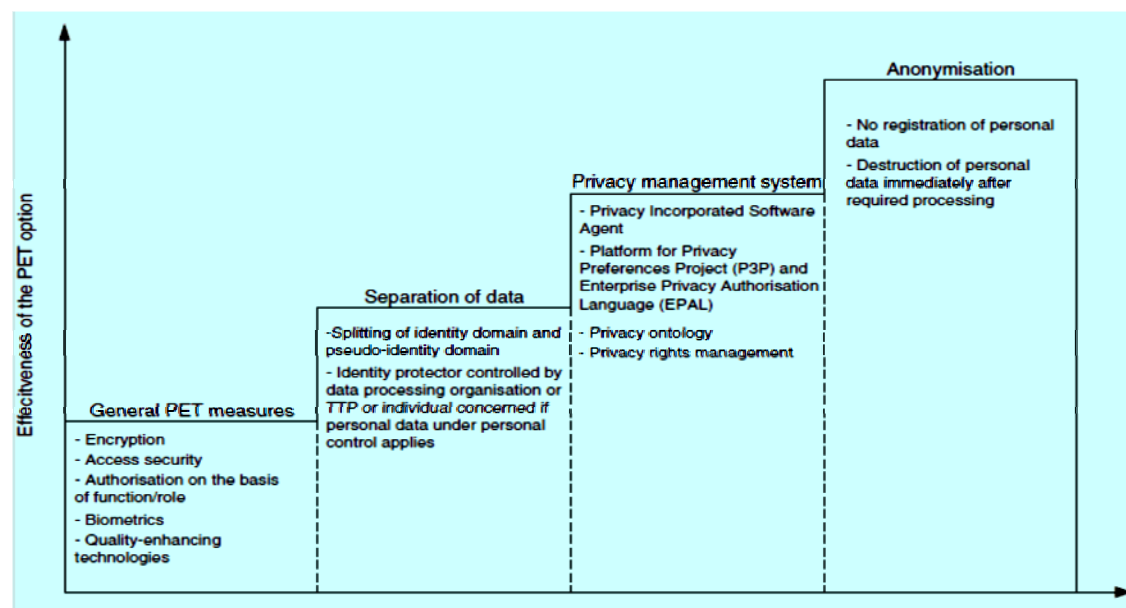 Effecitveness of the PET option
General PET measures
- Encryption
- Access security
- Authorisation on the basis
of function/role
- Biometrics
- Quality-enhancing
technologies
Separation of data
-Splitting of identity domain and
pseudo-identity domain
- Identity protector controlled by
data processing organisation or
TTP or individual concerned if
personal data under personal
control applies
Privacy management system
- Privacy Incorporated Software
Agent
- Platform for Privacy
Preferences Project (P3P) and
Enterprise Privacy Authorisation
Language (EPAL)
- Privacy ontology
- Privacy rights management
Anonymisation
- No registration of personal
data
- Destruction of personal
data immediately after
required processing